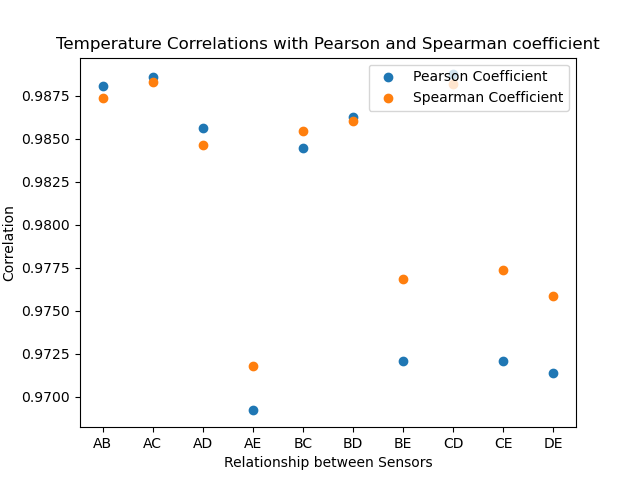 Temperature Correlations with Pearson and Spearman coefficient
Pearson Coefficient
Spearman Coefficient
0.9875
0.9850
0.9825
0.9800
0.9775
0.9750
0.9725
0.9700
Correlation
AB AC AD AE BC BD BE CD CE DE
Relationship between Sensors